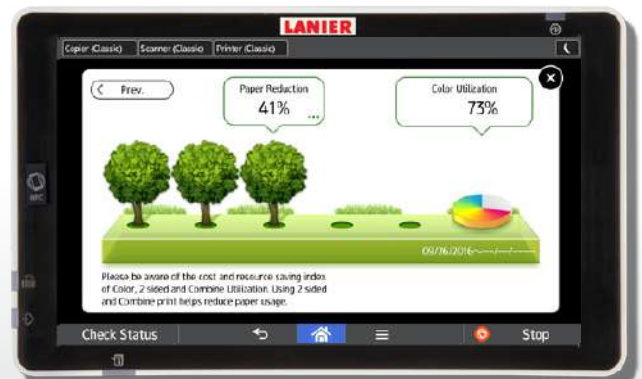 LANIER
Copier (Classic) Scanner (Classic) Printer (Classic)
Prev.
Paper Reduction
41%
...
Color Utilization
73%
09/26/2016~--/--/----
Please be aware of the cost and resource saving index
of Color, 2 sided and Combine Utilization. Using 2 sided
and Combine print helps reduce paper usage.
Check Status
Stop
NFC